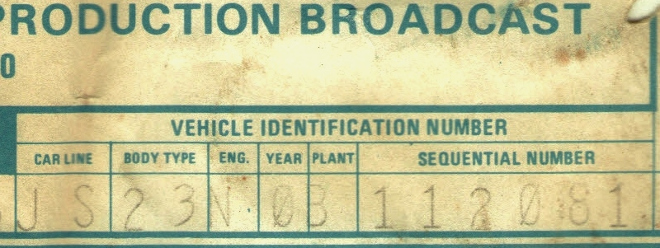 PRODUCTION BROADCAST
0
VEHICLE IDENTIFICATION NUMBER
CAR LINE BODY TYPE ENG. YEAR PLANT SEQUENTIAL NUMBER
J S 2 3 N 0 B 1 1 2 0 8 1